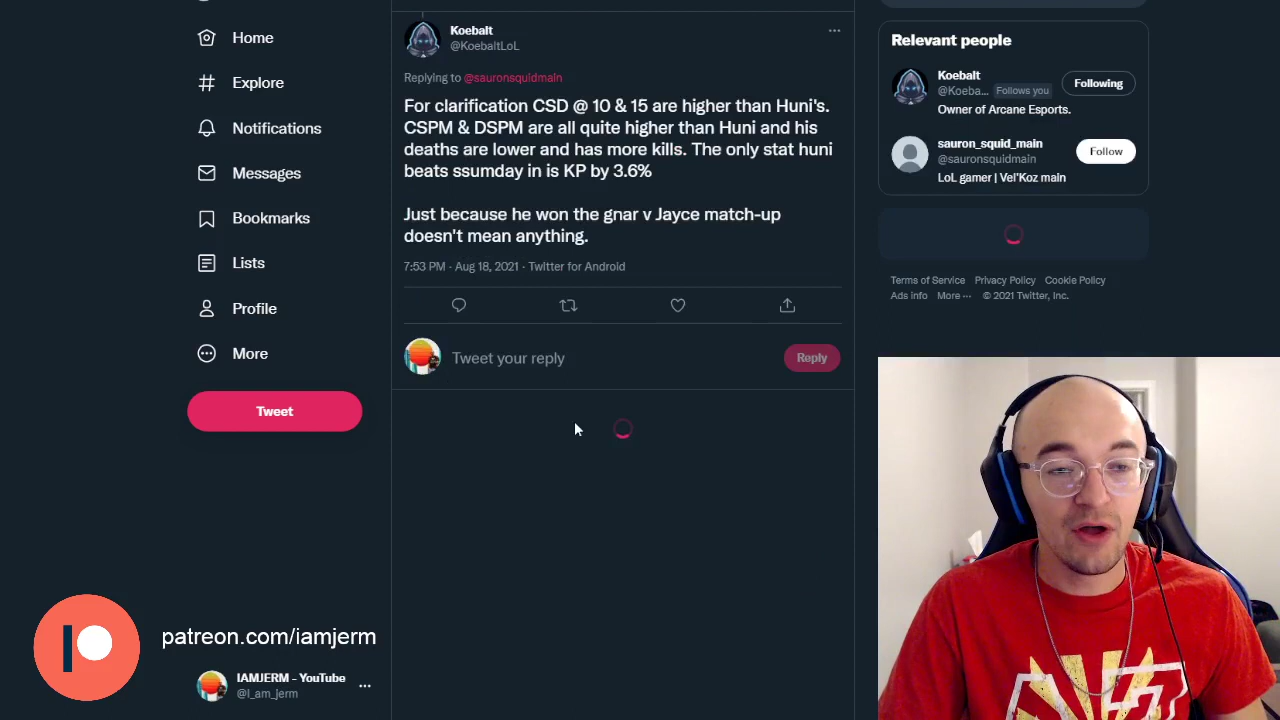 Home
Explore
Notifications
Messages
Bookmarks
Lists
Profile
More
Tweet
patreon.com/iamjerm
IAMJERM - YouTube
@I_am_jerm
Koebalt
@KoebaltLoL
Replying to @sauronsquidmain
For clarification CSD @ 10 & 15 are higher than Huni's.
CSPM & DSPM are all quite higher than Huni and his
deaths are lower and has more kills. The only stat huni
beats ssumday in is KP by 3.6%
Just because he won the gnar v Jayce match-up
doesn't mean anything.
7:53 PM · Aug 18, 2021 · Twitter for Android
Tweet your reply
Reply
Relevant people
Koebalt
@Koeba... Follows you
Following
Owner of Arcane Esports.
sauron_squid_main
@sauronsquidmain
Follow
LoL gamer | Vel'Koz main
Terms of Service Privacy Policy Cookie Policy
Ads info More ··· © 2021 Twitter, Inc.